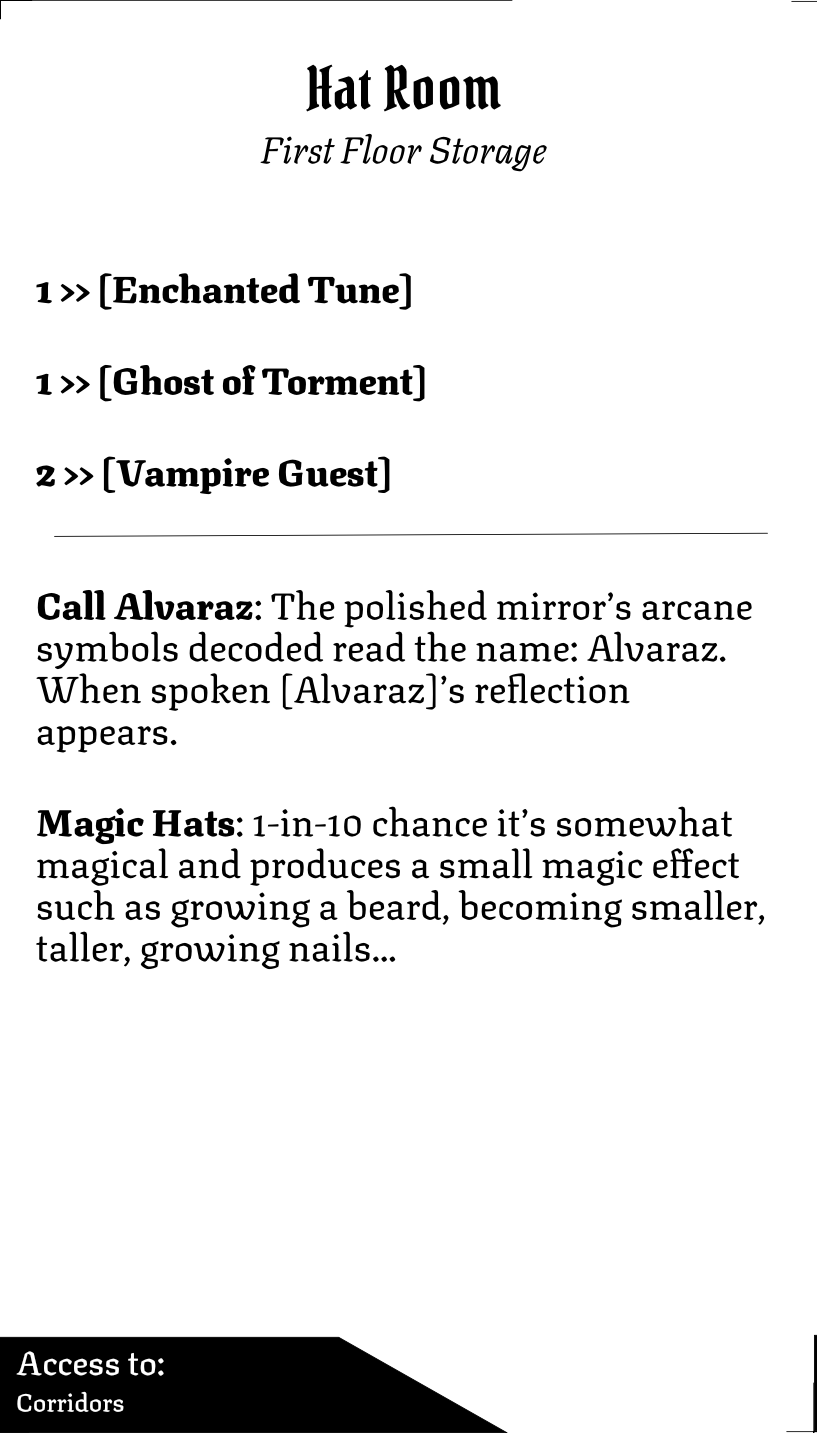 Hat Room
First Floor Storage
1 >> [Enchanted Tune]
1 >> [Ghost of Torment]
2 >> [Vampire Guest]
Call Alvaraz: The polished mirror’s arcane
symbols decoded read the name: Alvaraz.
When spoken [Alvaraz]’s reflection
appears.
Magic Hats: 1-in-10 chance it’s somewhat
magical and produces a small magic effect
such as growing a beard, becoming smaller,
taller, growing nails...
Access to:
Corridors